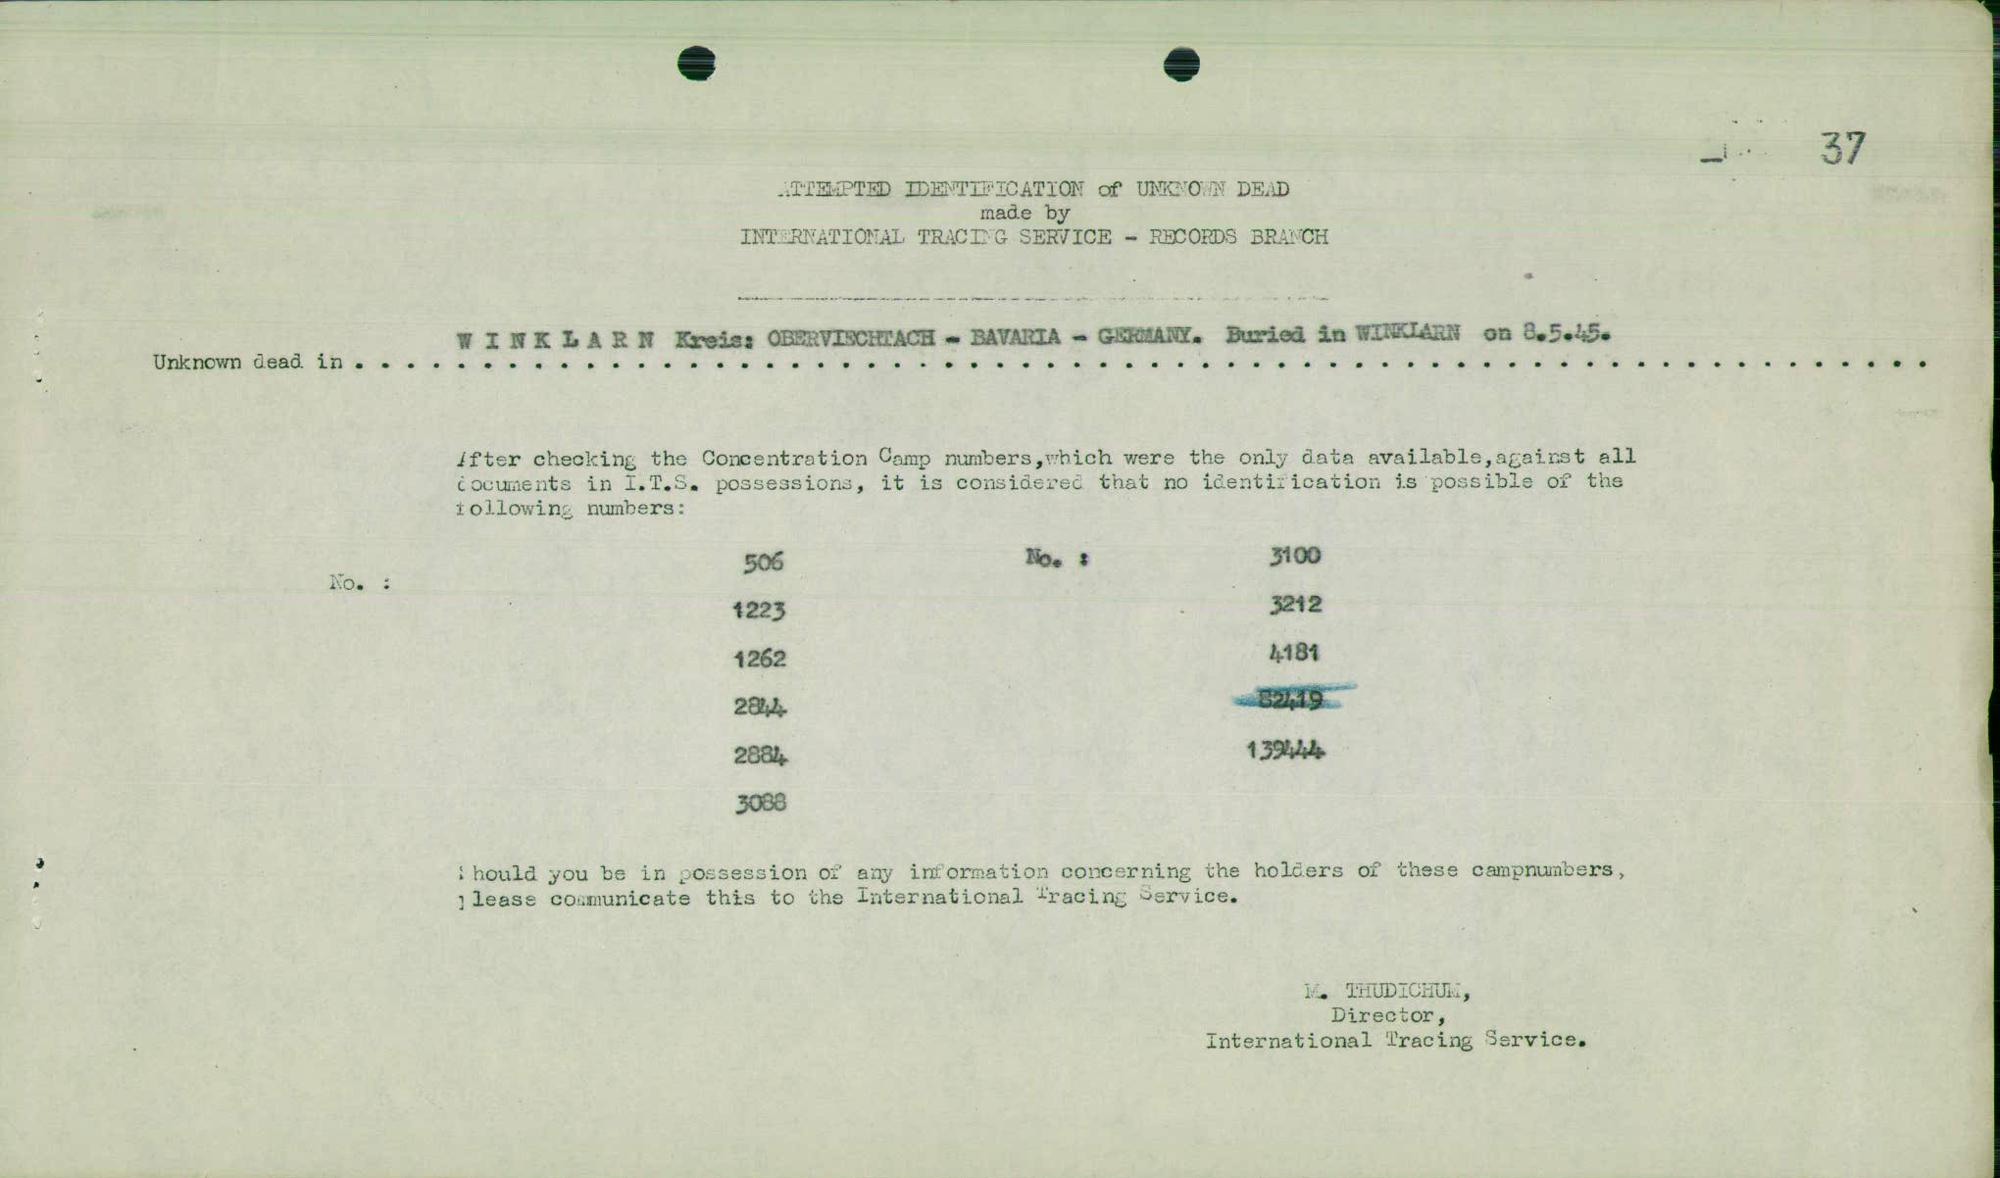 37
ATTEMPTED IDENTIFICATION of UNKNOWN DEAD
made by
INTERNATIONAL TRACING SERVICE - RECORDS BRANCH
W I N K L A R N Kreis: OBERVIECHTACH - BAVARIA - GERMANY. Buried in WINKLARN on 8.5.45.
Unknown dead in . . . . . . . . . . . . . . . . . . . . . . . . . . . . . . . . . . . . . . . . . . . . . . . . . . . . . . . . . . . . .
After checking the Concentration Camp numbers,which were the only data available,against all
documents in I.T.S. possessions, it is considered that no identification is possible of the
following numbers:
No. : 506 No. : 3100
1223 3212
1262 4181
2844 82419
2884 139444
3088
Should you be in possession of any information concerning the holders of these campnumbers,
please communicate this to the International Tracing Service.
M. THUDICHUM,
Director,
International Tracing Service.